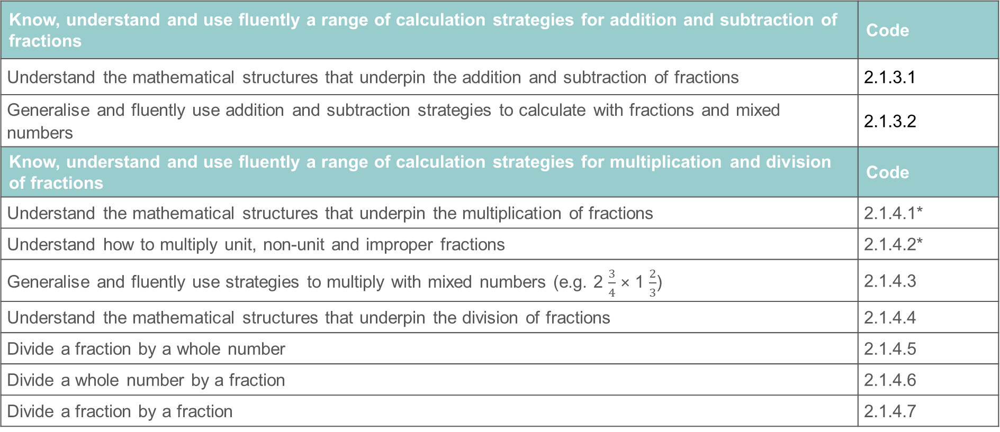 Know, understand and use fluently a range of calculation strategies for addition and subtraction of
fractions
Code
Understand the mathematical structures that underpin the addition and subtraction of fractions
2.1.3.1
Generalise and fluently use addition and subtraction strategies to calculate with fractions and mixed
numbers
2.1.3.2
Know, understand and use fluently a range of calculation strategies for multiplication and division
of fractions
Code
Understand the mathematical structures that underpin the multiplication of fractions
2.1.4.1*
Understand how to multiply unit, non-unit and improper fractions
2.1.4.2*
Generalise and fluently use strategies to multiply with mixed numbers (e.g. 2 3/4 × 1 2/3)
2.1.4.3
Understand the mathematical structures that underpin the division of fractions
2.1.4.4
Divide a fraction by a whole number
2.1.4.5
Divide a whole number by a fraction
2.1.4.6
Divide a fraction by a fraction
2.1.4.7